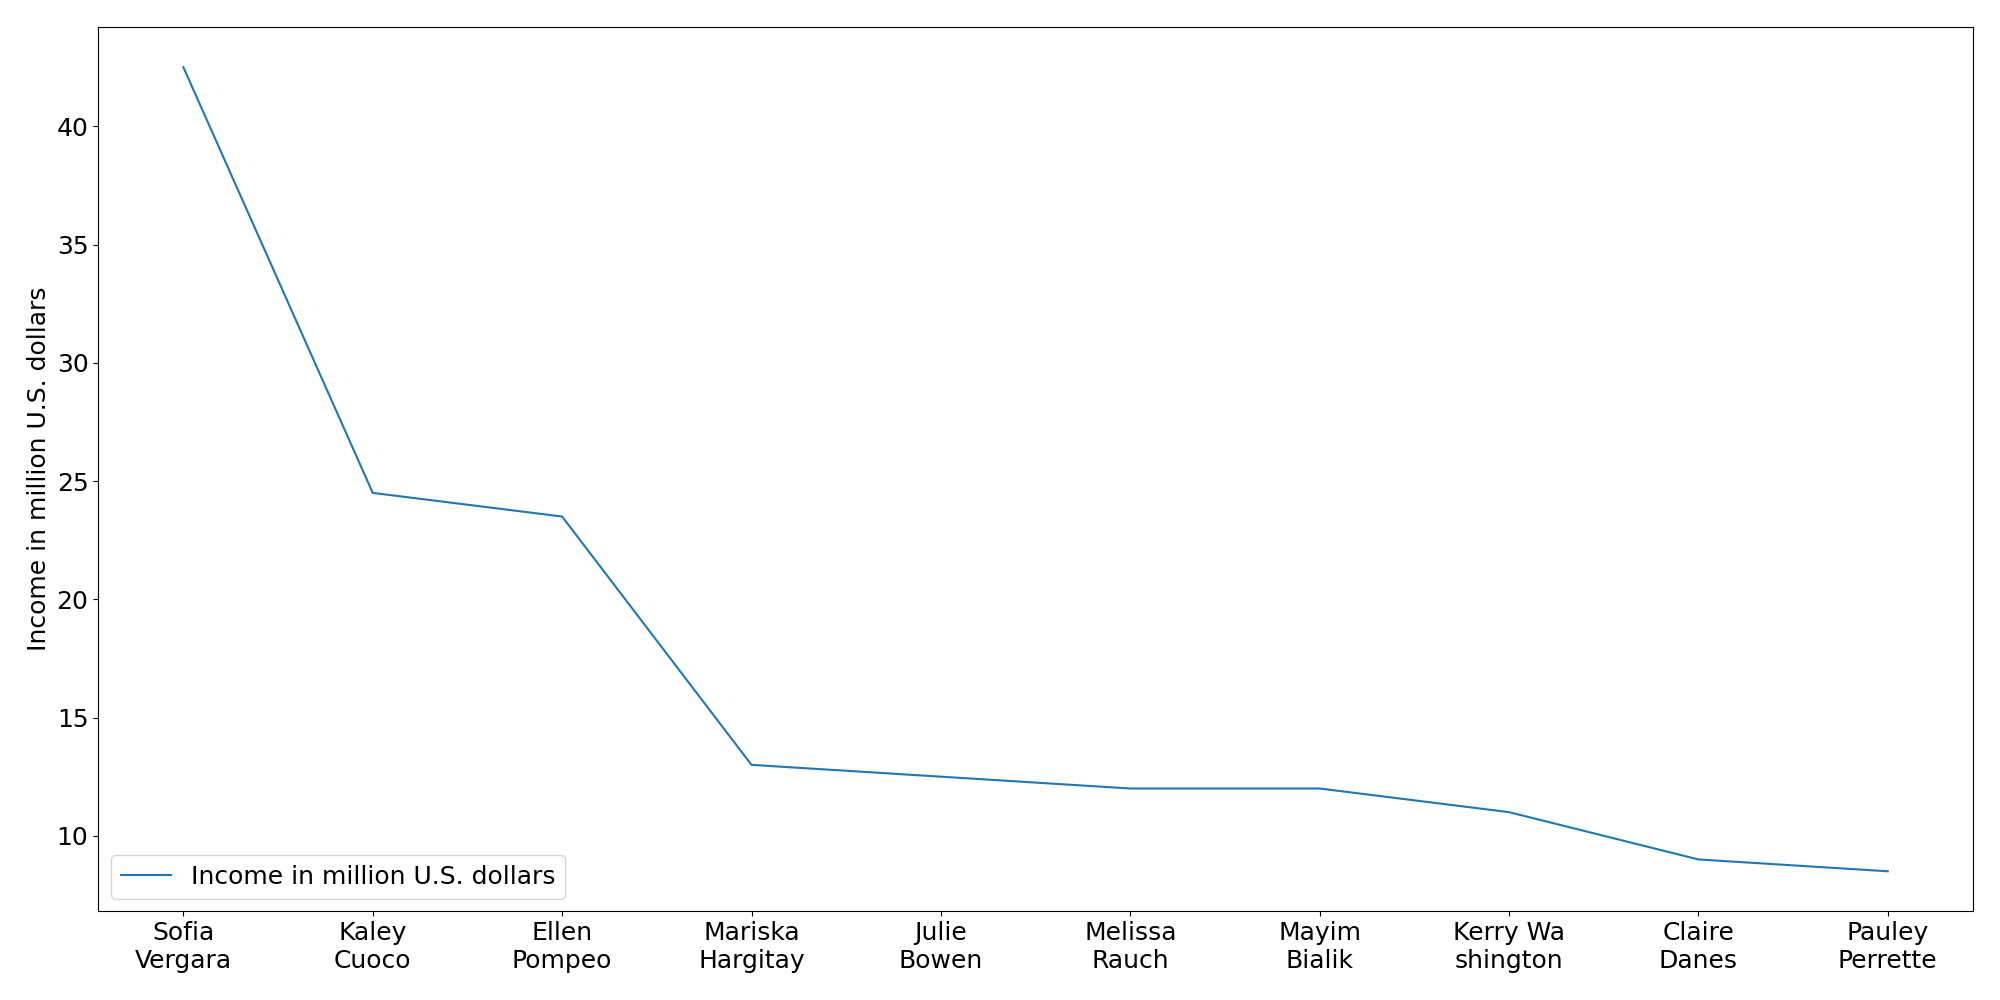 Income in million U.S. dollars
40
35
30
25
20
15
10
Income in million U.S. dollars
Sofia
Vergara
Kaley
Cuoco
Ellen
Pompeo
Mariska
Hargitay
Julie
Bowen
Melissa
Rauch
Mayim
Bialik
Kerry Wa
shington
Claire
Danes
Pauley
Perrette